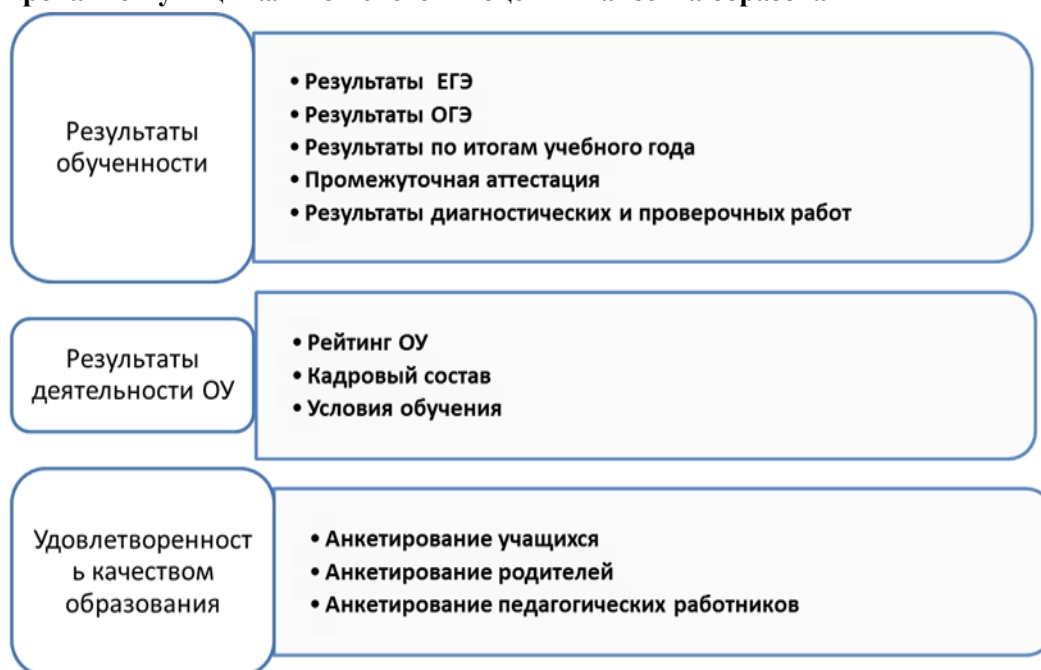 Результаты
обученности
• Результаты ЕГЭ
• Результаты ОГЭ
• Результаты по итогам учебного года
• Промежуточная аттестация
• Результаты диагностических и проверочных работ
Результаты
деятельности ОУ
• Рейтинг ОУ
• Кадровый состав
• Условия обучения
Удовлетворенност
ь качеством
образования
• Анкетирование учащихся
• Анкетирование родителей
• Анкетирование педагогических работников